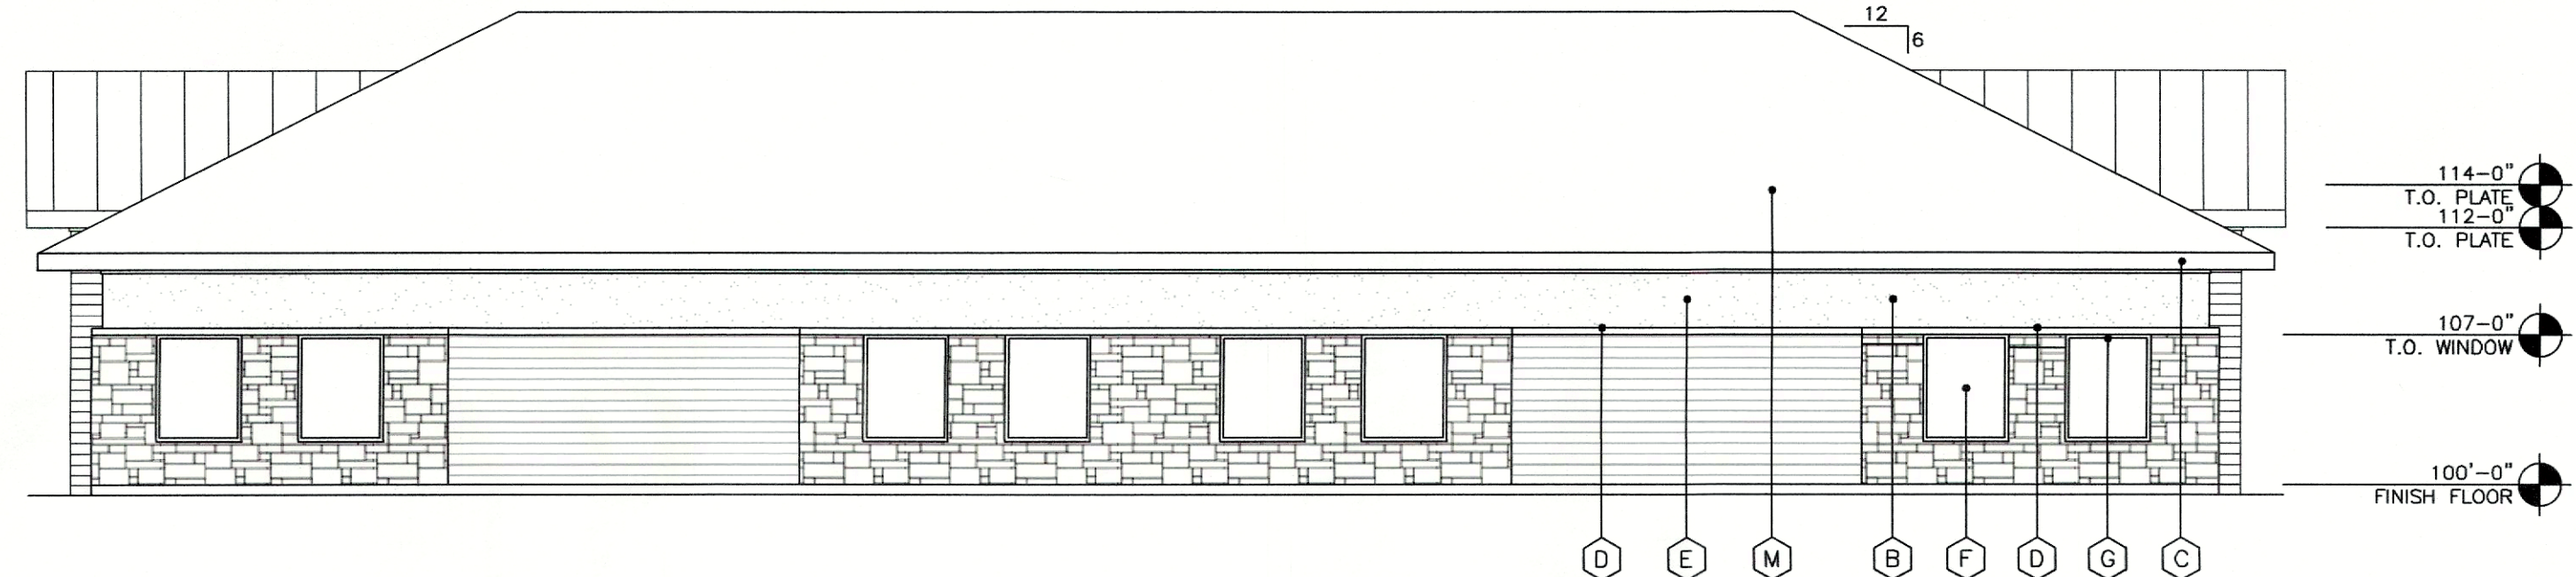 12
6
114-0"
T.O. PLATE
112-0"
T.O. PLATE
107-0"
T.O. WINDOW
100'-0"
FINISH FLOOR
D E M B F D G C